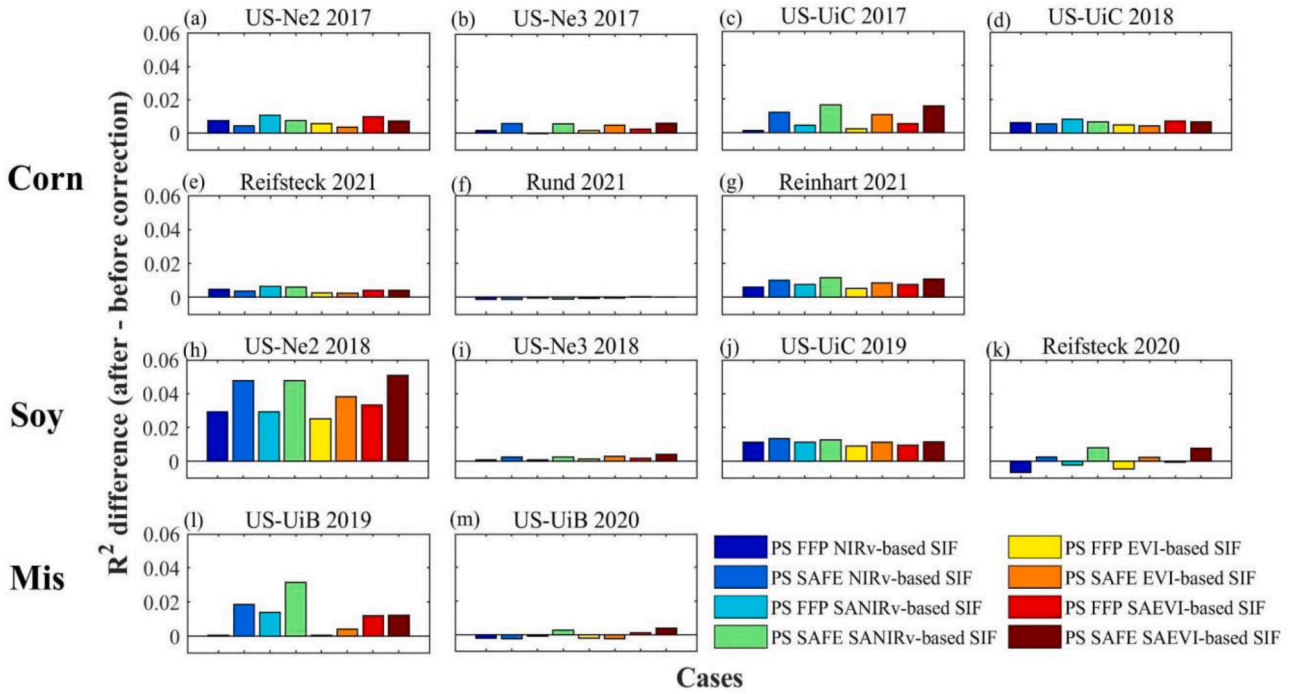 (a) US-Ne2 2017
(b) US-Ne3 2017
(c) US-UiC 2017
(d) US-UiC 2018
0.06
0.04
0.02
0
Corn
(e) Reifsteck 2021
(f) Rund 2021
(g) Reinhart 2021
0.06
0.04
0.02
0
R² difference (after - before correction)
(h) US-Ne2 2018
(i) US-Ne3 2018
(j) US-UiC 2019
(k) Reifsteck 2020
0.06
0.04
0.02
0
Soy
(l) US-UiB 2019
(m) US-UiB 2020
0.06
0.04
0.02
0
Mis
PS FFP NIRv-based SIF
PS SAFE NIRv-based SIF
PS FFP SANIRv-based SIF
PS SAFE SANIRv-based SIF
PS FFP EVI-based SIF
PS SAFE EVI-based SIF
PS FFP SAEVI-based SIF
PS SAFE SAEVI-based SIF
Cases